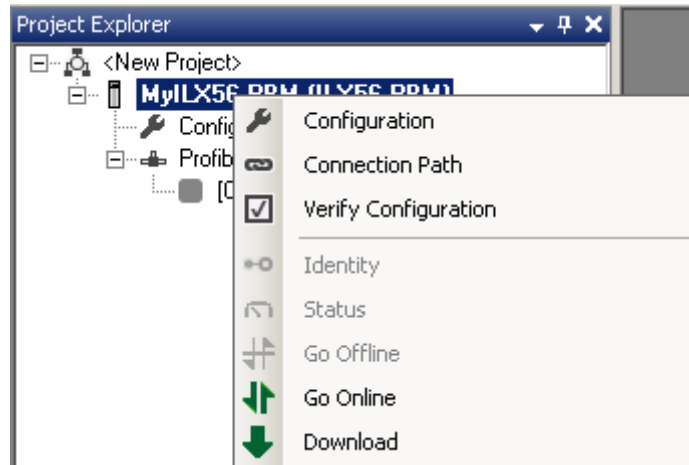 Project Explorer
<New Project>
MyILX56-PBM (ILX56-PBM)
Config
Profib
Configuration
Connection Path
Verify Configuration
Identity
Status
Go Offline
Go Online
Download